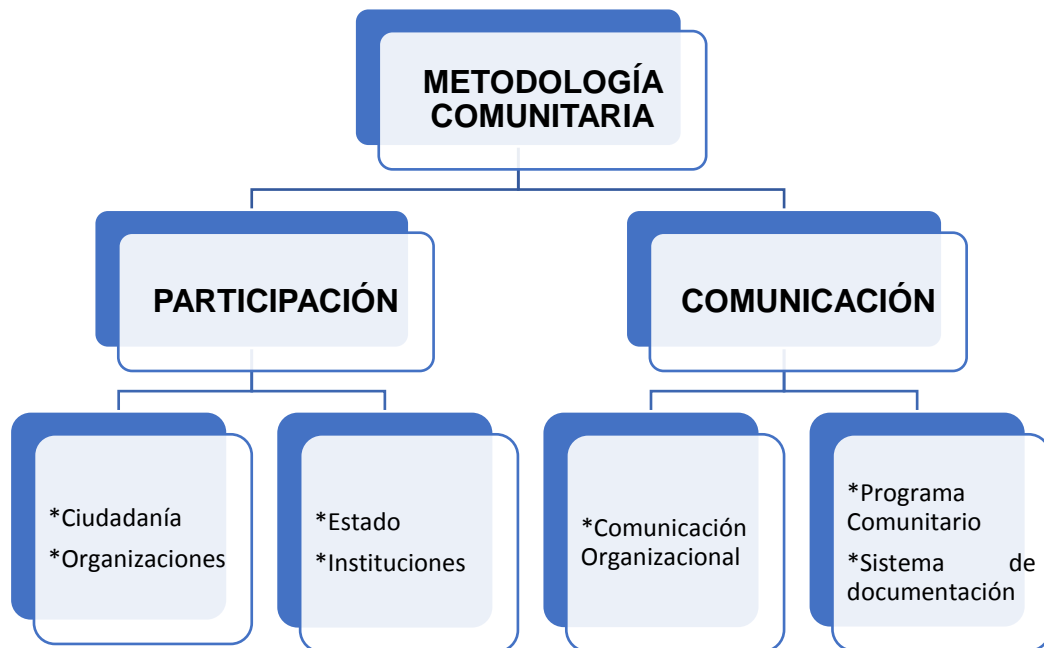 METODOLOGÍA
COMUNITARIA
PARTICIPACIÓN
COMUNICACIÓN
*Ciudadanía
*Organizaciones
*Estado
*Instituciones
*Comunicación
Organizacional
*Programa
Comunitario
*Sistema de
documentación